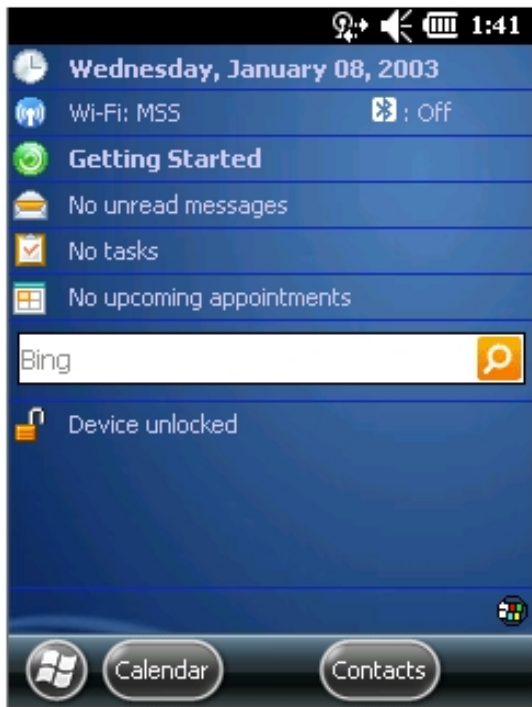 1:41
Wednesday, January 08, 2003
Wi-Fi: MSS : Off
Getting Started
No unread messages
No tasks
No upcoming appointments
Bing
Device unlocked
Calendar Contacts